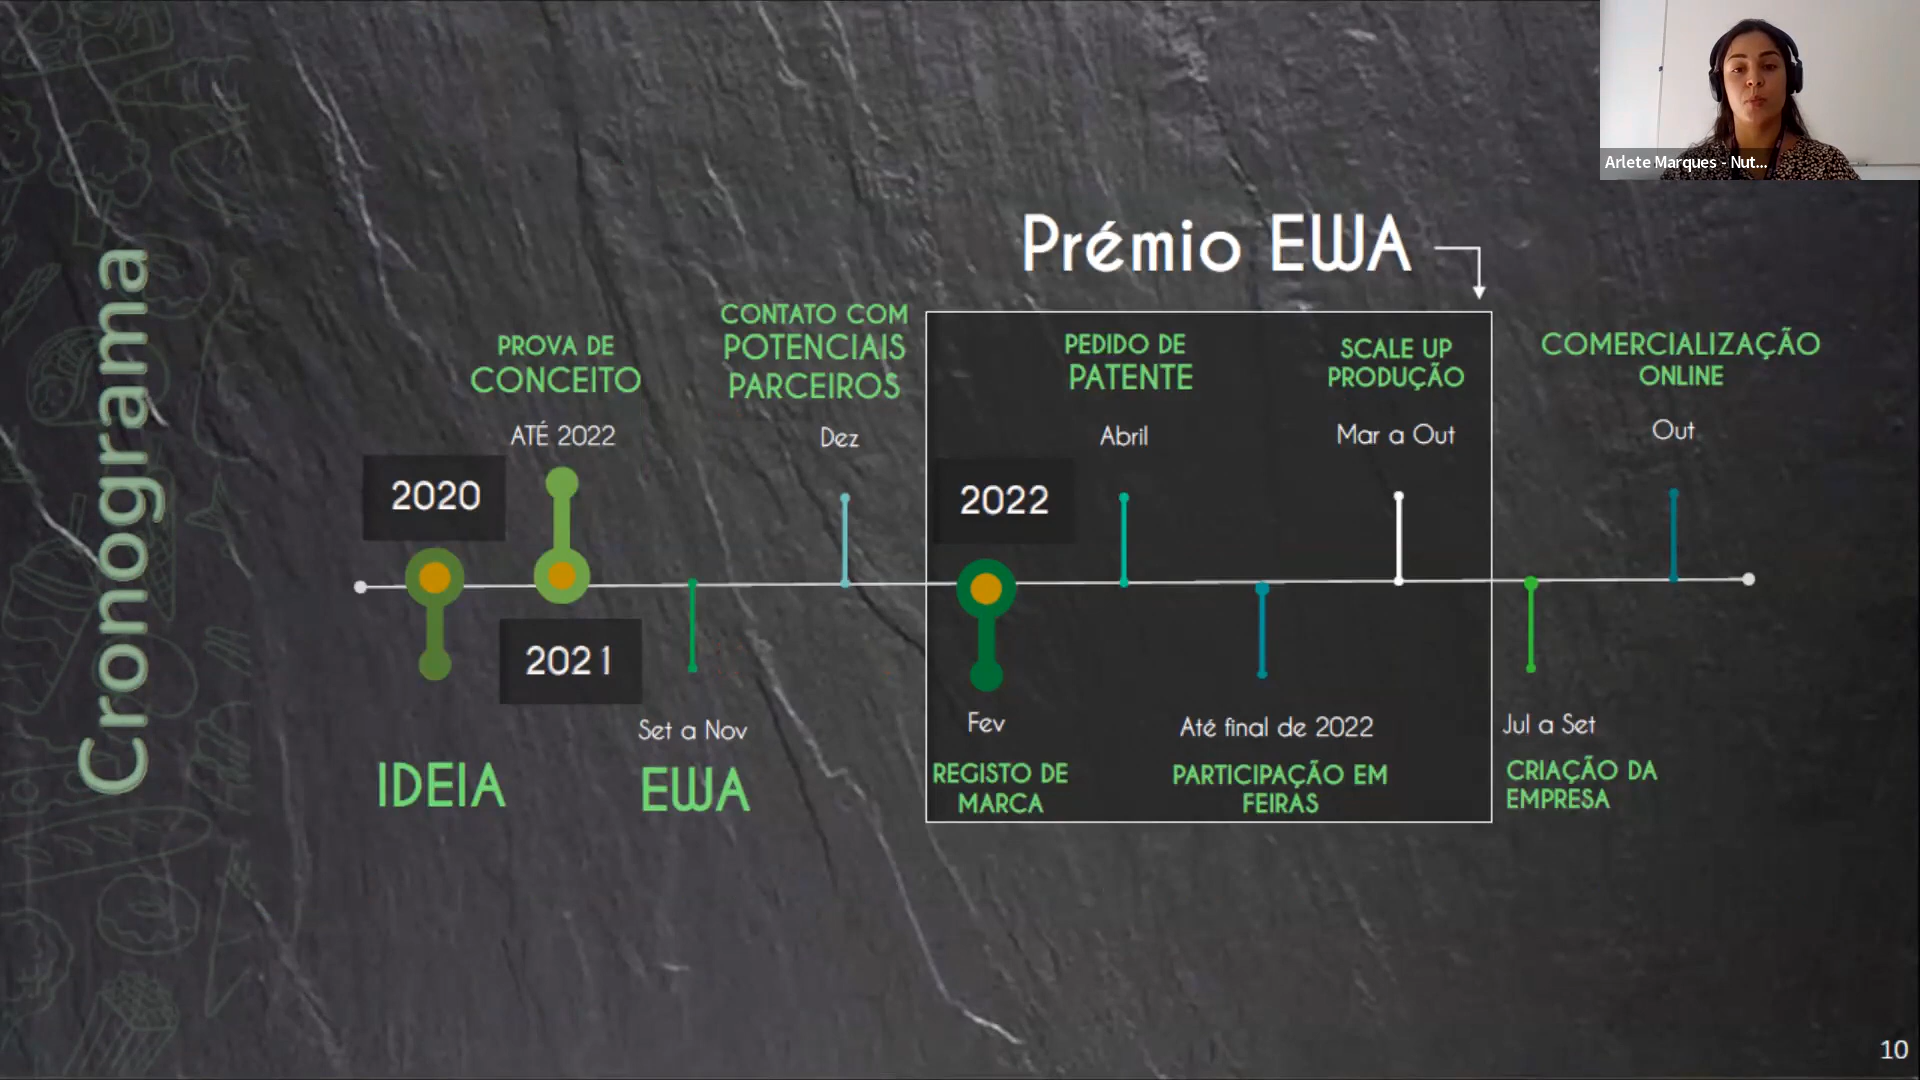 Arlete Marques - Nut...
Cronograma
Prémio EWA
PROVA DE
CONCEITO
ATÉ 2022
CONTATO COM
POTENCIAIS
PARCEIROS
Dez
PEDIDO DE
PATENTE
Abril
SCALE UP
PRODUÇÃO
Mar a Out
COMERCIALIZAÇÃO
ONLINE
Out
2020
2022
2021
IDEIA
Set a Nov
EWA
Fev
REGISTO DE
MARCA
Até final de 2022
PARTICIPAÇÃO EM
FEIRAS
Jul a Set
CRIAÇÃO DA
EMPRESA
10